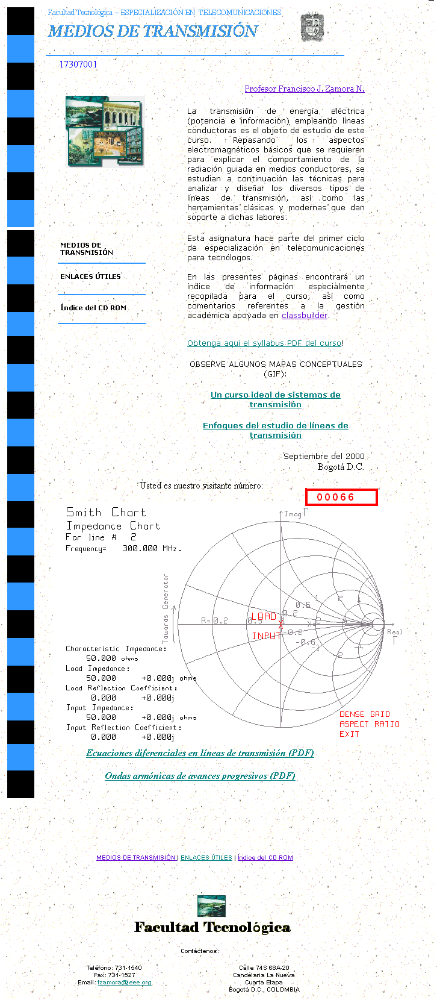 Facultad Tecnológica – ESPECIALIZACIÓN EN TELECOMUNICACIONES
MEDIOS DE TRANSMISIÓN
17307001
Profesor Francisco J. Zamora N.
La transmisión de energía eléctrica
(potencia e información) empleando líneas
conductoras es el objeto de estudio de este
curso. Repasando los aspectos
electromagnéticos básicos que se requieren
para explicar el comportamiento de la
radiación guiada en medios conductores, se
estudian a continuación las técnicas para
analizar y diseñar los diversos tipos de
líneas de transmisión, así como las
herramientas clásicas y modernas que dan
soporte a dichas labores.
Esta asignatura hace parte del primer ciclo
de especialización en telecomunicaciones
para tecnólogos.
En las presentes páginas encontrará un
índice de información especialmente
recopilada para el curso, así como
comentarios referentes a la gestión
académica apoyada en classbuilder.
MEDIOS DE
TRANSMISIÓN
ENLACES ÚTILES
Índice del CD ROM
Obtenga aquí el syllabus PDF del curso!
OBSERVE ALGUNOS MAPAS CONCEPTUALES
(GIF):
Un curso ideal de sistemas de
transmisión
Enfoques del estudio de líneas de
transmisión
Septiembre del 2000
Bogotá D.C.
Usted es nuestro visitante número:
00066
Smith Chart
Impedance Chart
For line # 2
Frequency= 300.000 MHz.
Imag Γ
Towards Generator
1 2 4
0.6
0.2
LOAD
R=0.2 0.5 1 X= 2 4
Real
Γ
INPUT
=0.2
-0.6
-1 -2 -4
Characteristic Impedance:
50.000 ohms
Load Impedance:
50.000 +0.000j ohms
Load Reflection Coefficient:
0.000 +0.000j
Input Impedance:
50.000 +0.000j ohms
Input Reflection Coefficient:
0.000 +0.000j
DENSE GRID
ASPECT RATIO
EXIT
Ecuaciones diferenciales en líneas de transmisión (PDF)
Ondas armónicas de avances progresivos (PDF)
MEDIOS DE TRANSMISIÓN | ENLACES ÚTILES | Índice del CD ROM
Facultad Tecnológica
Contáctenos:
Teléfono: 731-1540
Fax: 731-1527
Email: fzamora@ieee.org
Calle 74S 68A-20
Candelaria La Nueva
Cuarta Etapa
Bogotá D.C., COLOMBIA